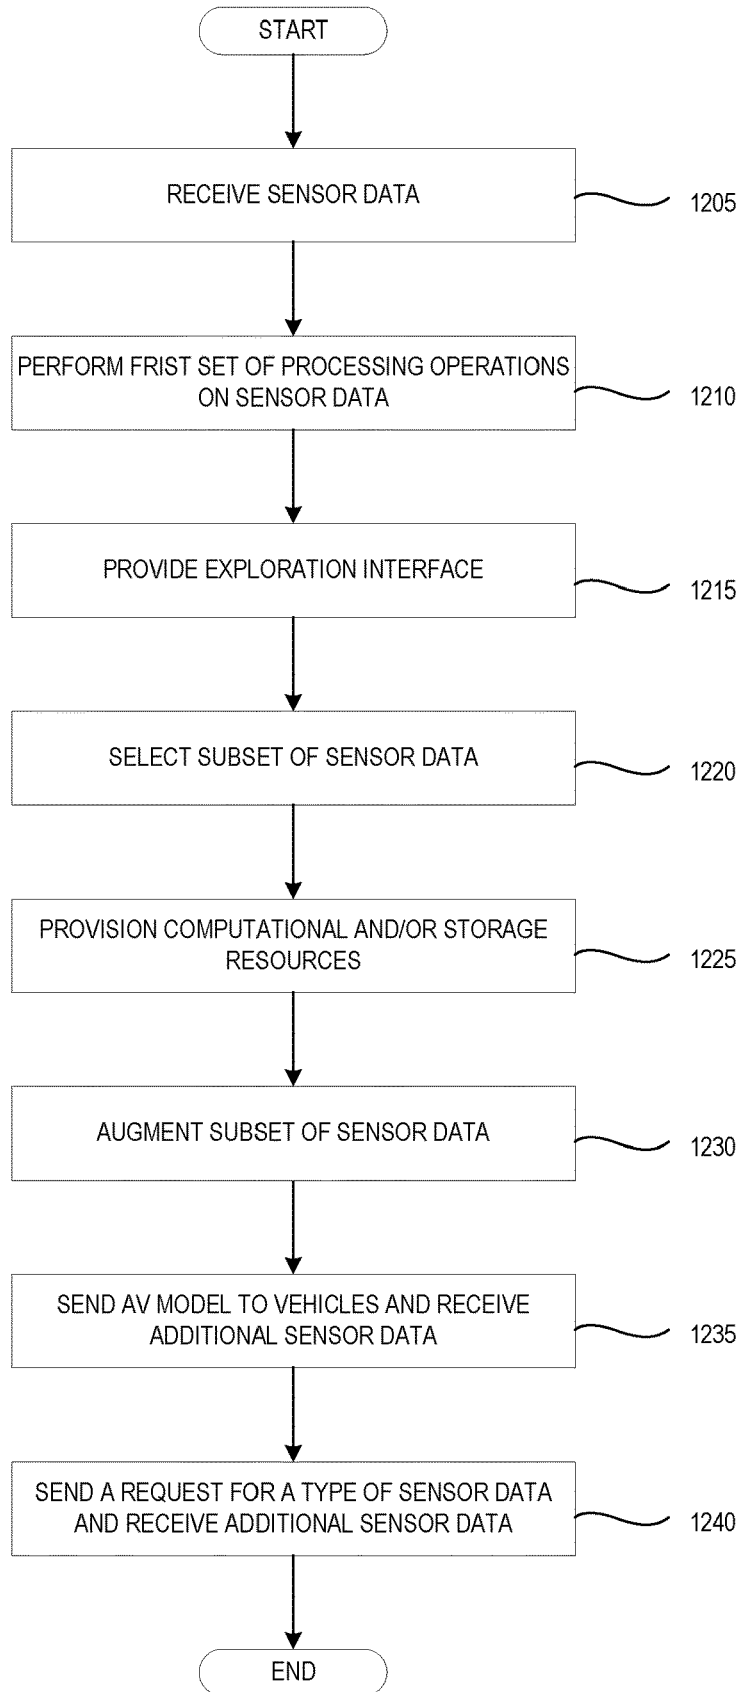 START
RECEIVE SENSOR DATA
1205
PERFORM FRIST SET OF PROCESSING OPERATIONS
ON SENSOR DATA
1210
PROVIDE EXPLORATION INTERFACE
1215
SELECT SUBSET OF SENSOR DATA
1220
PROVISION COMPUTATIONAL AND/OR STORAGE
RESOURCES
1225
AUGMENT SUBSET OF SENSOR DATA
1230
SEND AV MODEL TO VEHICLES AND RECEIVE
ADDITIONAL SENSOR DATA
1235
SEND A REQUEST FOR A TYPE OF SENSOR DATA
AND RECEIVE ADDITIONAL SENSOR DATA
1240
END